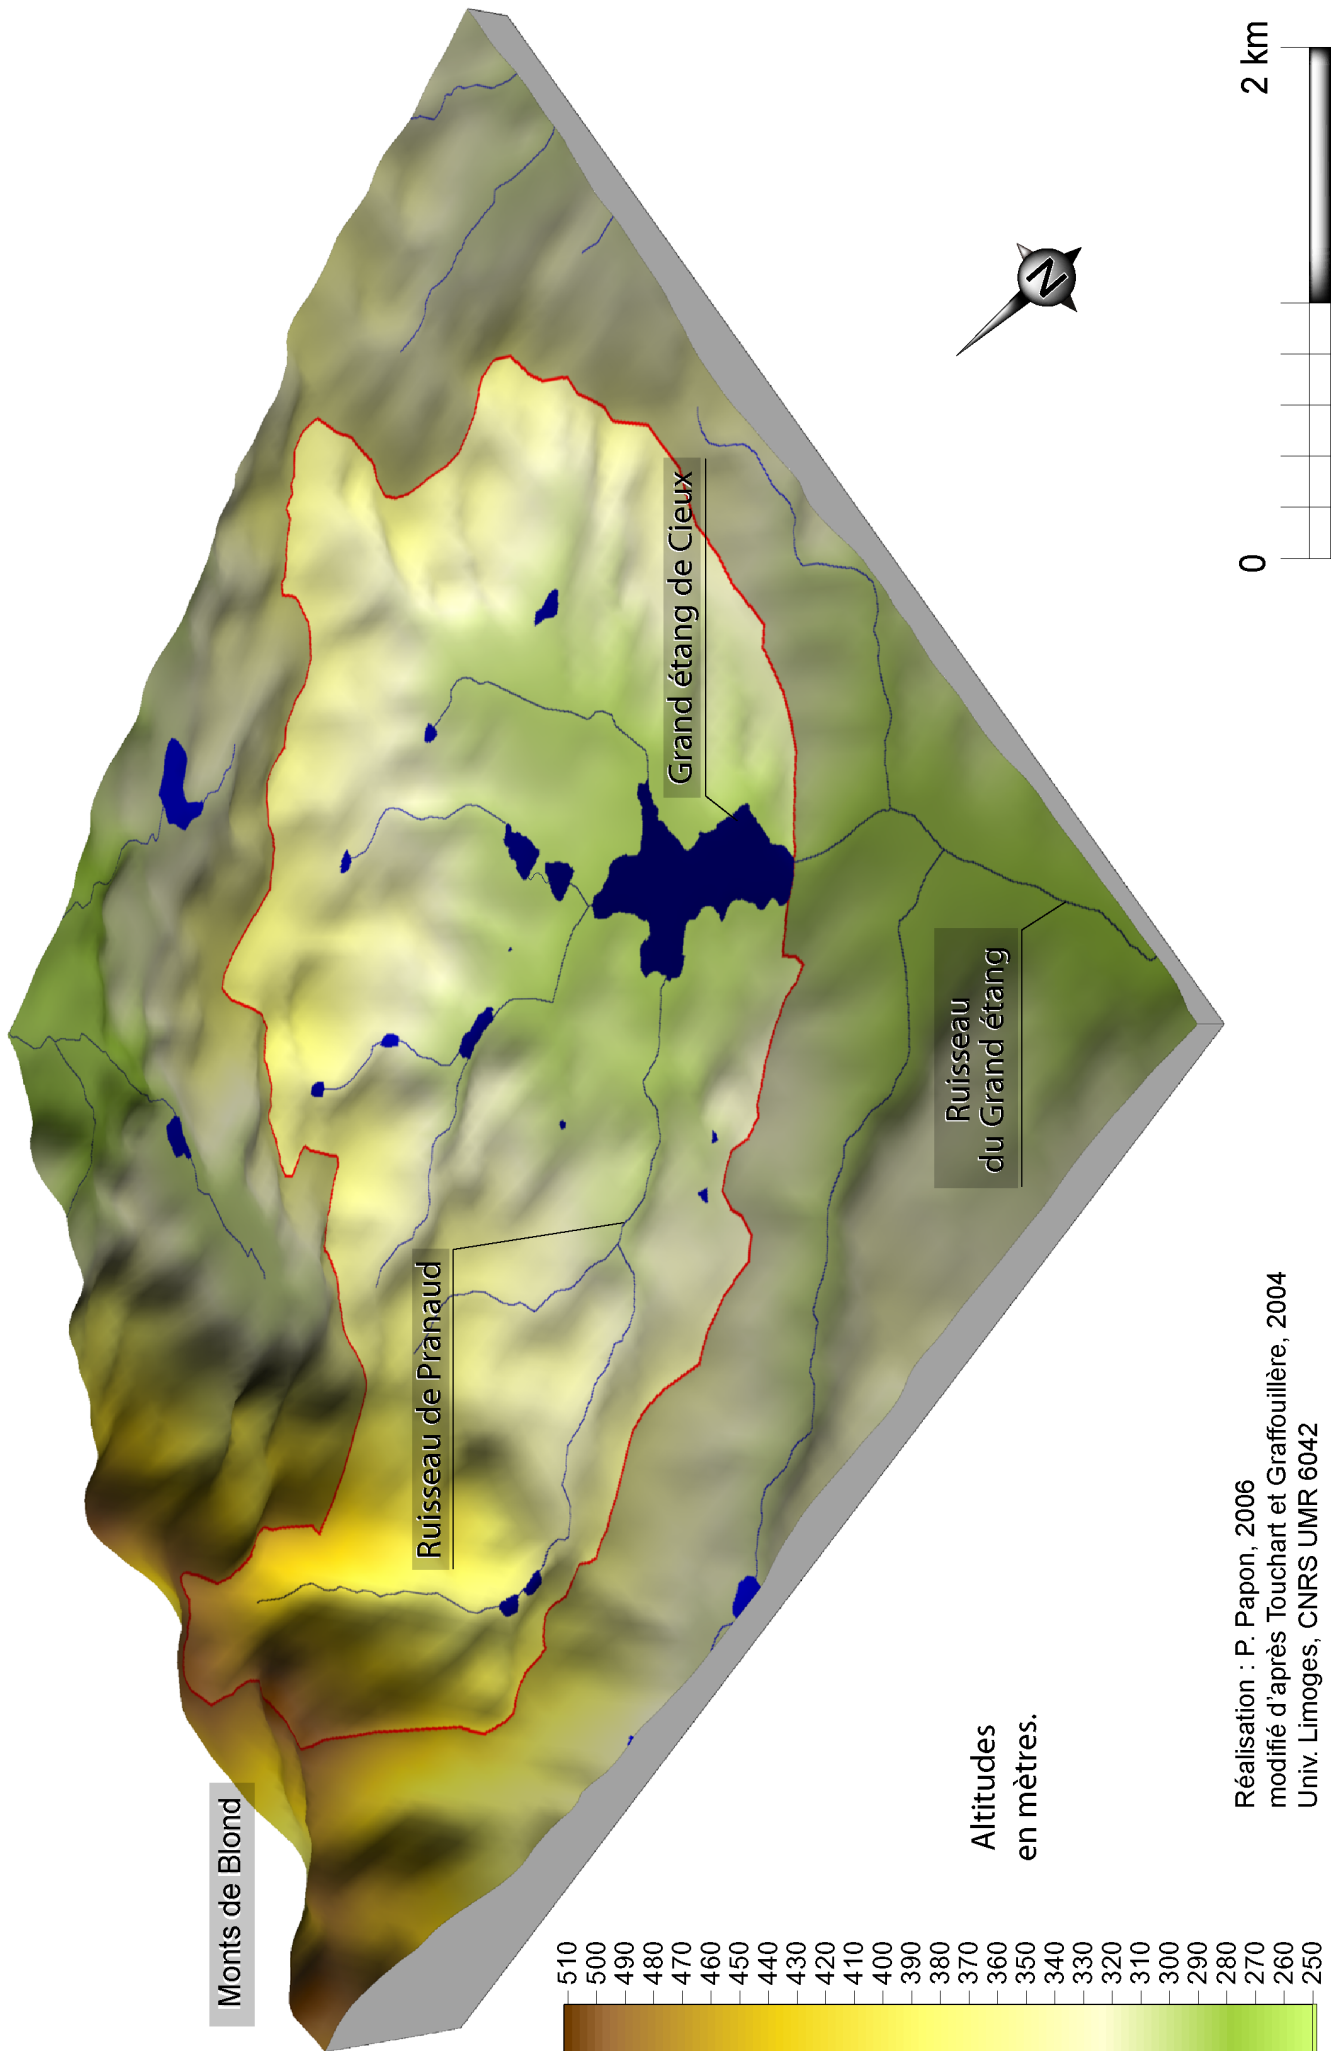 Monts de Blond
Ruisseau de Pranaud
Grand étang de Cieux
Ruisseau
du Grand étang
N
Altitudes
en mètres.
510
500
490
480
470
460
450
440
430
420
410
400
390
380
370
360
350
340
330
320
310
300
290
280
270
260
250
Réalisation : P. Papon, 2006
modifié d'après Touchart et Graffouillère, 2004
Univ. Limoges, CNRS UMR 6042
0
2 km